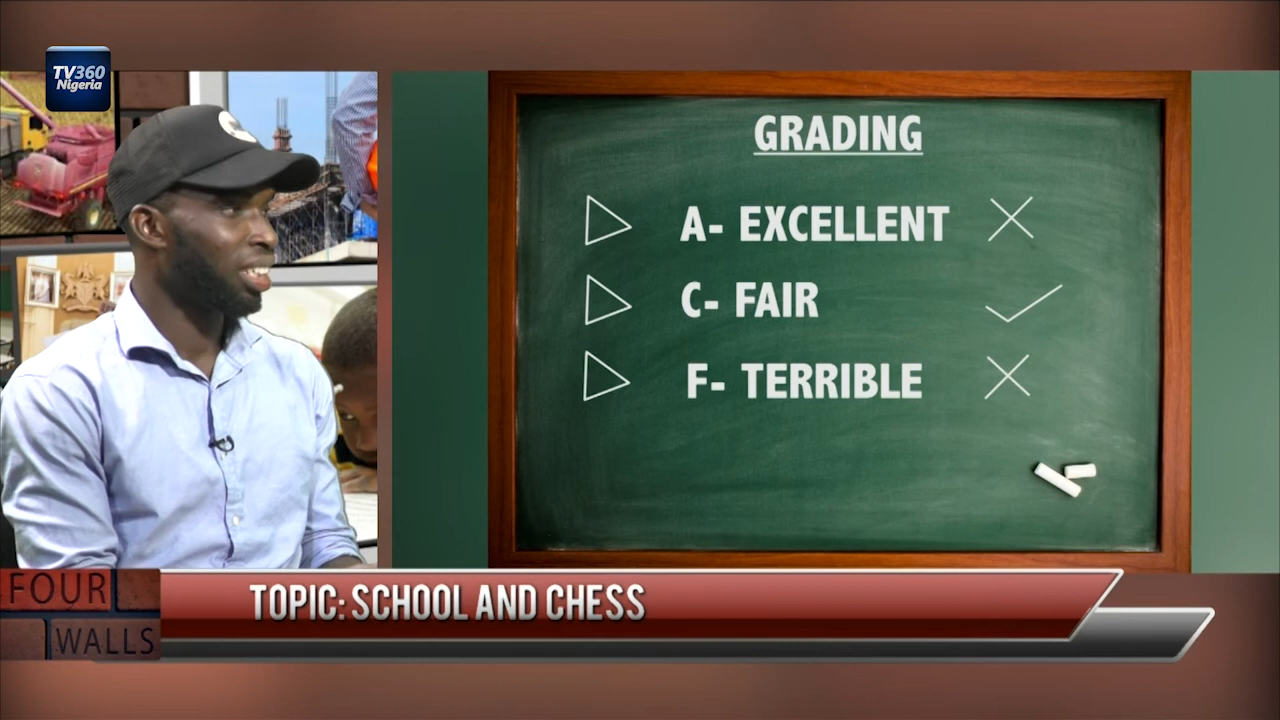 TV360
Nigeria
GRADING
A- EXCELLENT
C- FAIR
F- TERRIBLE
FOUR
WALLS
TOPIC: SCHOOL AND CHESS